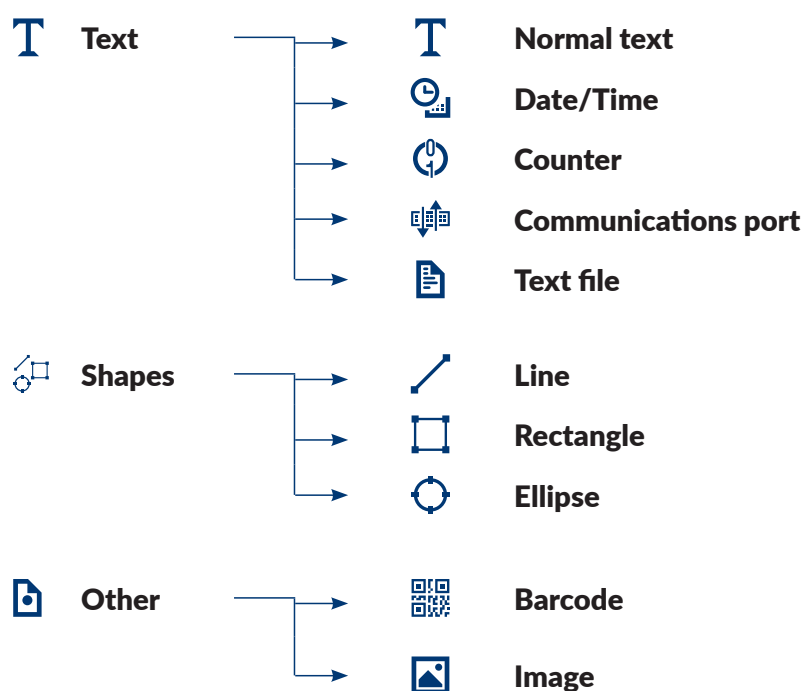 Text
Normal text
Date/Time
Counter
Communications port
Text file
Shapes
Line
Rectangle
Ellipse
Other
Barcode
Image